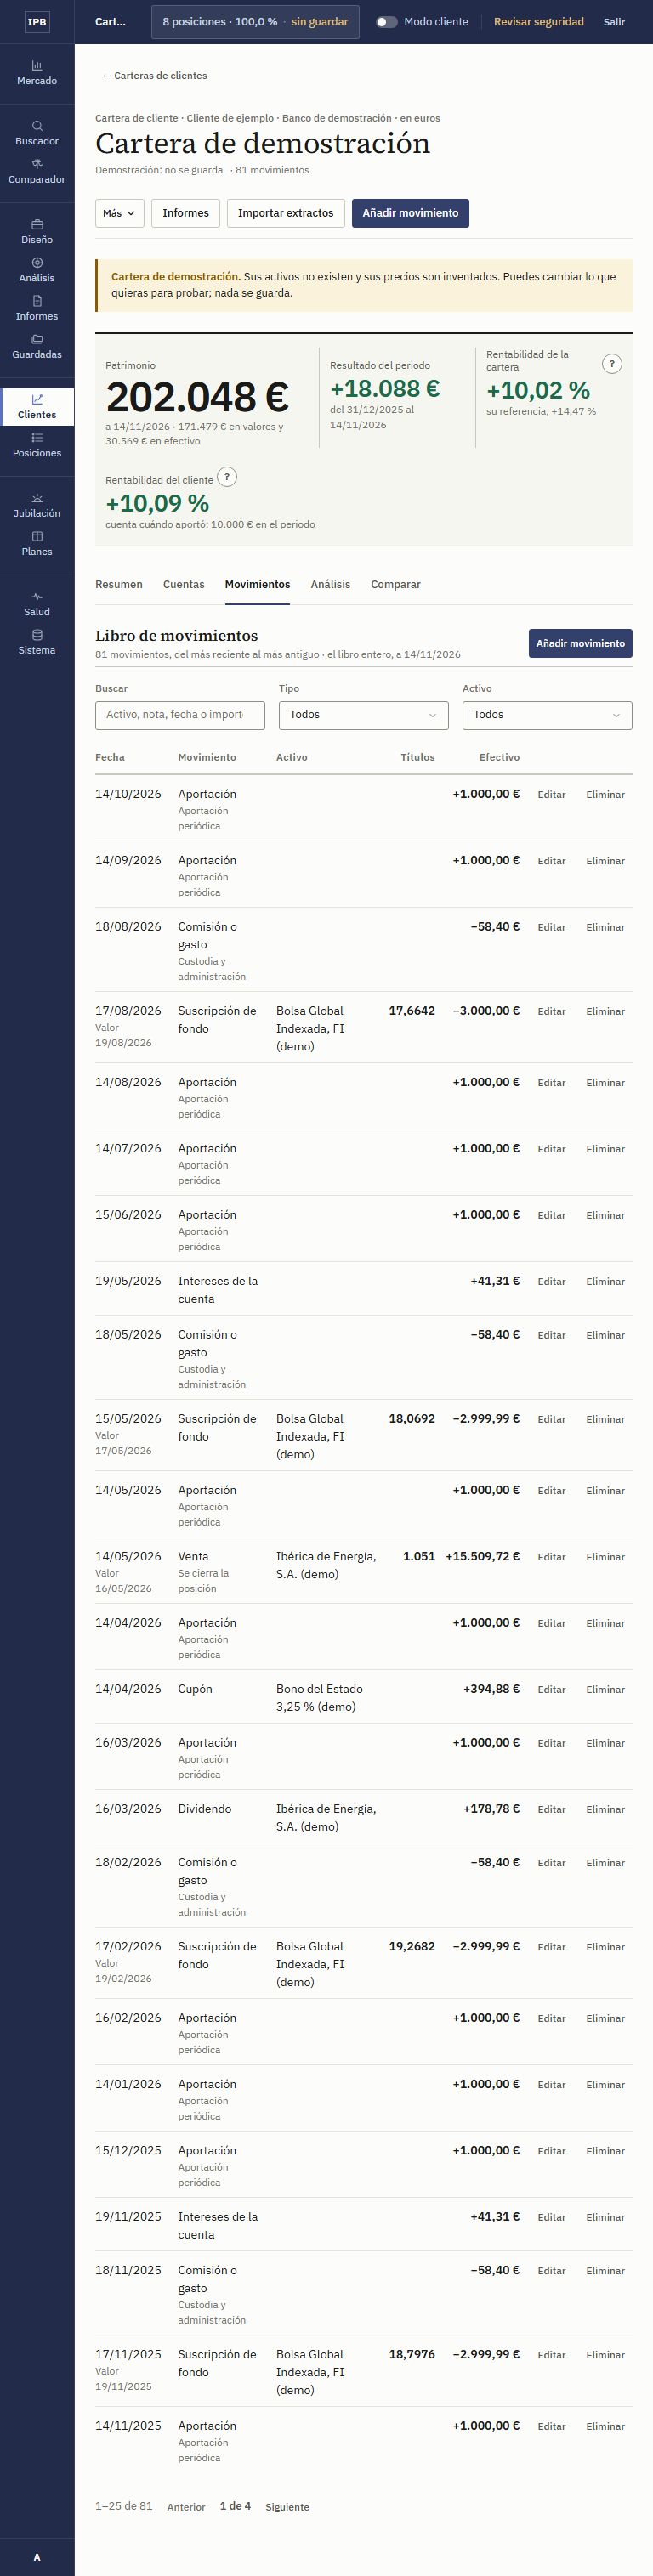 IPB
Cart...
8 posiciones · 100,0 % · sin guardar
Modo cliente
Revisar seguridad
Salir
Mercado
Buscador
Comparador
Diseño
Análisis
Informes
Guardadas
Clientes
Posiciones
Jubilación
Planes
Salud
Sistema
A
← Carteras de clientes
Cartera de cliente · Cliente de ejemplo · Banco de demostración · en euros
Cartera de demostración
Demostración: no se guarda · 81 movimientos
Más
Informes
Importar extractos
Añadir movimiento
Cartera de demostración. Sus activos no existen y sus precios son inventados. Puedes cambiar lo que
quieras para probar; nada se guarda.
Patrimonio
202.048 €
a 14/11/2026 · 171.479 € en valores y
30.569 € en efectivo
Resultado del periodo
+18.088 €
del 31/12/2025 al
14/11/2026
Rentabilidad de la
cartera
?
+10,02 %
su referencia, +14,47 %
Rentabilidad del cliente ?
+10,09 %
cuenta cuándo aportó: 10.000 € en el periodo
Resumen Cuentas Movimientos Análisis Comparar
Libro de movimientos
81 movimientos, del más reciente al más antiguo · el libro entero, a 14/11/2026
Añadir movimiento
Buscar Tipo Activo
Activo, nota, fecha o import
Todos
Todos
Fecha Movimiento Activo Títulos Efectivo
14/10/2026 Aportación +1.000,00 € Editar Eliminar
Aportación
periódica
14/09/2026 Aportación +1.000,00 € Editar Eliminar
Aportación
periódica
18/08/2026 Comisión o −58,40 € Editar Eliminar
gasto
Custodia y
administración
17/08/2026 Suscripción de Bolsa Global 17,6642 −3.000,00 € Editar Eliminar
Valor fondo Indexada, FI
19/08/2026 (demo)
14/08/2026 Aportación +1.000,00 € Editar Eliminar
Aportación
periódica
14/07/2026 Aportación +1.000,00 € Editar Eliminar
Aportación
periódica
15/06/2026 Aportación +1.000,00 € Editar Eliminar
Aportación
periódica
19/05/2026 Intereses de la +41,31 € Editar Eliminar
cuenta
18/05/2026 Comisión o −58,40 € Editar Eliminar
gasto
Custodia y
administración
15/05/2026 Suscripción de Bolsa Global 18,0692 −2.999,99 € Editar Eliminar
Valor fondo Indexada, FI
17/05/2026 (demo)
14/05/2026 Aportación +1.000,00 € Editar Eliminar
Aportación
periódica
14/05/2026 Venta Ibérica de Energía, 1.051 +15.509,72 € Editar Eliminar
Valor Se cierra la S.A. (demo)
16/05/2026 posición
14/04/2026 Aportación +1.000,00 € Editar Eliminar
Aportación
periódica
14/04/2026 Cupón Bono del Estado +394,88 € Editar Eliminar
3,25 % (demo)
16/03/2026 Aportación +1.000,00 € Editar Eliminar
Aportación
periódica
16/03/2026 Dividendo Ibérica de Energía, +178,78 € Editar Eliminar
S.A. (demo)
18/02/2026 Comisión o −58,40 € Editar Eliminar
gasto
Custodia y
administración
17/02/2026 Suscripción de Bolsa Global 19,2682 −2.999,99 € Editar Eliminar
Valor fondo Indexada, FI
19/02/2026 (demo)
16/02/2026 Aportación +1.000,00 € Editar Eliminar
Aportación
periódica
14/01/2026 Aportación +1.000,00 € Editar Eliminar
Aportación
periódica
15/12/2025 Aportación +1.000,00 € Editar Eliminar
Aportación
periódica
19/11/2025 Intereses de la +41,31 € Editar Eliminar
cuenta
18/11/2025 Comisión o −58,40 € Editar Eliminar
gasto
Custodia y
administración
17/11/2025 Suscripción de Bolsa Global 18,7976 −2.999,99 € Editar Eliminar
Valor fondo Indexada, FI
19/11/2025 (demo)
14/11/2025 Aportación +1.000,00 € Editar Eliminar
Aportación
periódica
1–25 de 81 Anterior 1 de 4 Siguiente